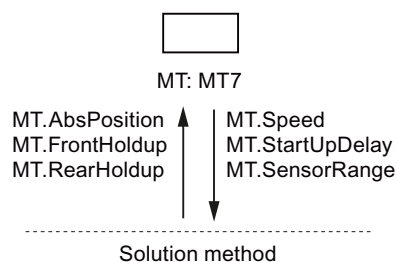 MT: MT7
MT.AbsPosition
MT.FrontHoldup
MT.RearHoldup
MT.Speed
MT.StartUpDelay
MT.SensorRange
Solution method